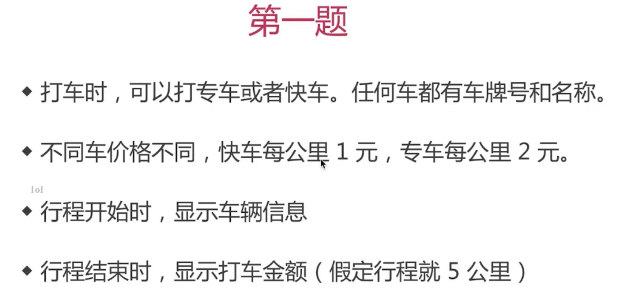 第一题
◆ 打车时，可以打专车或者快车。任何车都有车牌号和名称。
◆ 不同车价格不同，快车每公里 1 元，专车每公里 2 元。
lol
◆ 行程开始时，显示车辆信息
◆ 行程结束时，显示打车金额（假定行程就 5 公里）